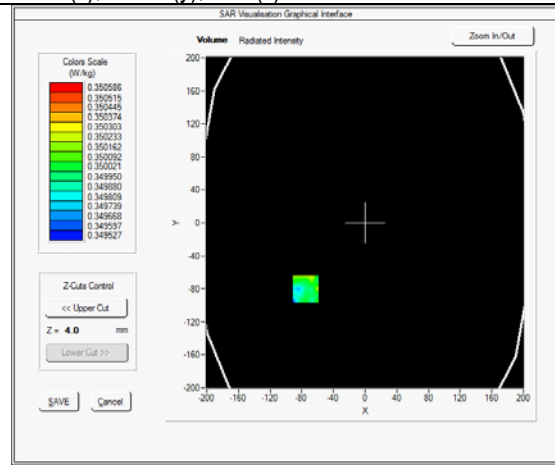 SAR Visualisation Graphical Interface
Volume Radiated Intensity
Zoom In/Out
Colors Scale
(W/kg)
0.350586
0.350515
0.350445
0.350374
0.350303
0.350233
0.350162
0.350092
0.350021
0.349950
0.349880
0.349809
0.349739
0.349668
0.349597
0.349527
Z-Cuts Control
<< Upper Cut
Z = 4.0 mm
Lower Cut >>
SAVE Cancel
Y
200
160
120
80
40
0
-40
-80
-120
-160
-200
-200 -160 -120 -80 -40 0 40 80 120 160 200
X